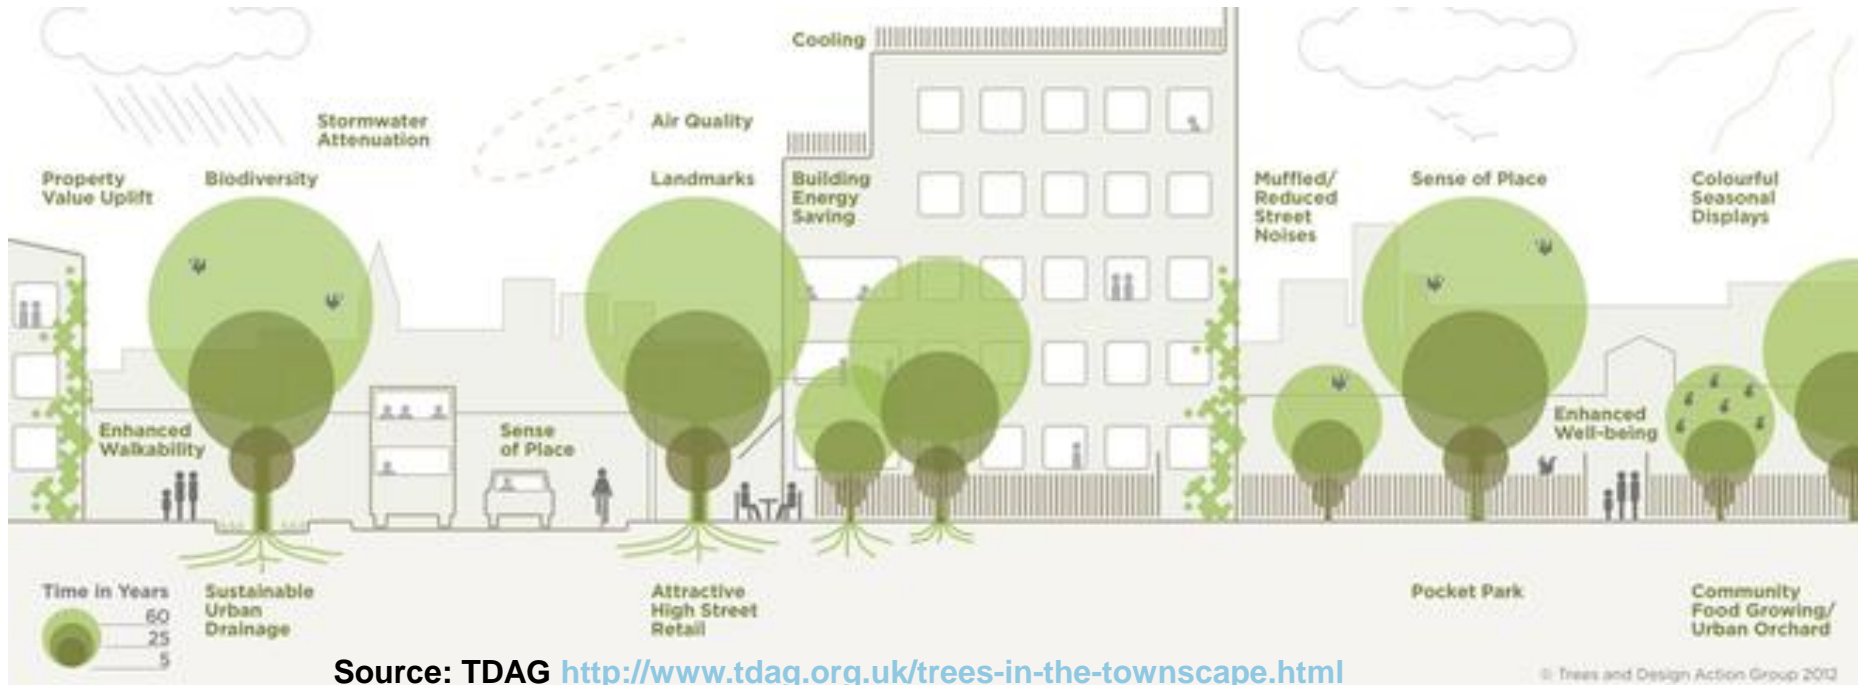 Cooling
Stormwater
Attenuation
Air Quality
Property
Value Uplift
Biodiversity
Landmarks
Building
Energy
Saving
Muffled/
Reduced
Street
Noises
Sense of Place
Colourful
Seasonal
Displays
Enhanced
Walkability
Sense
of Place
Enhanced
Well-being
Time in Years
60
25
5
Sustainable
Urban
Drainage
Attractive
High Street
Retail
Pocket Park
Community
Food Growing/
Urban Orchard
Source: TDAG http://www.tdag.org.uk/trees-in-the-townscape.html
© Trees and Design Action Group 2012